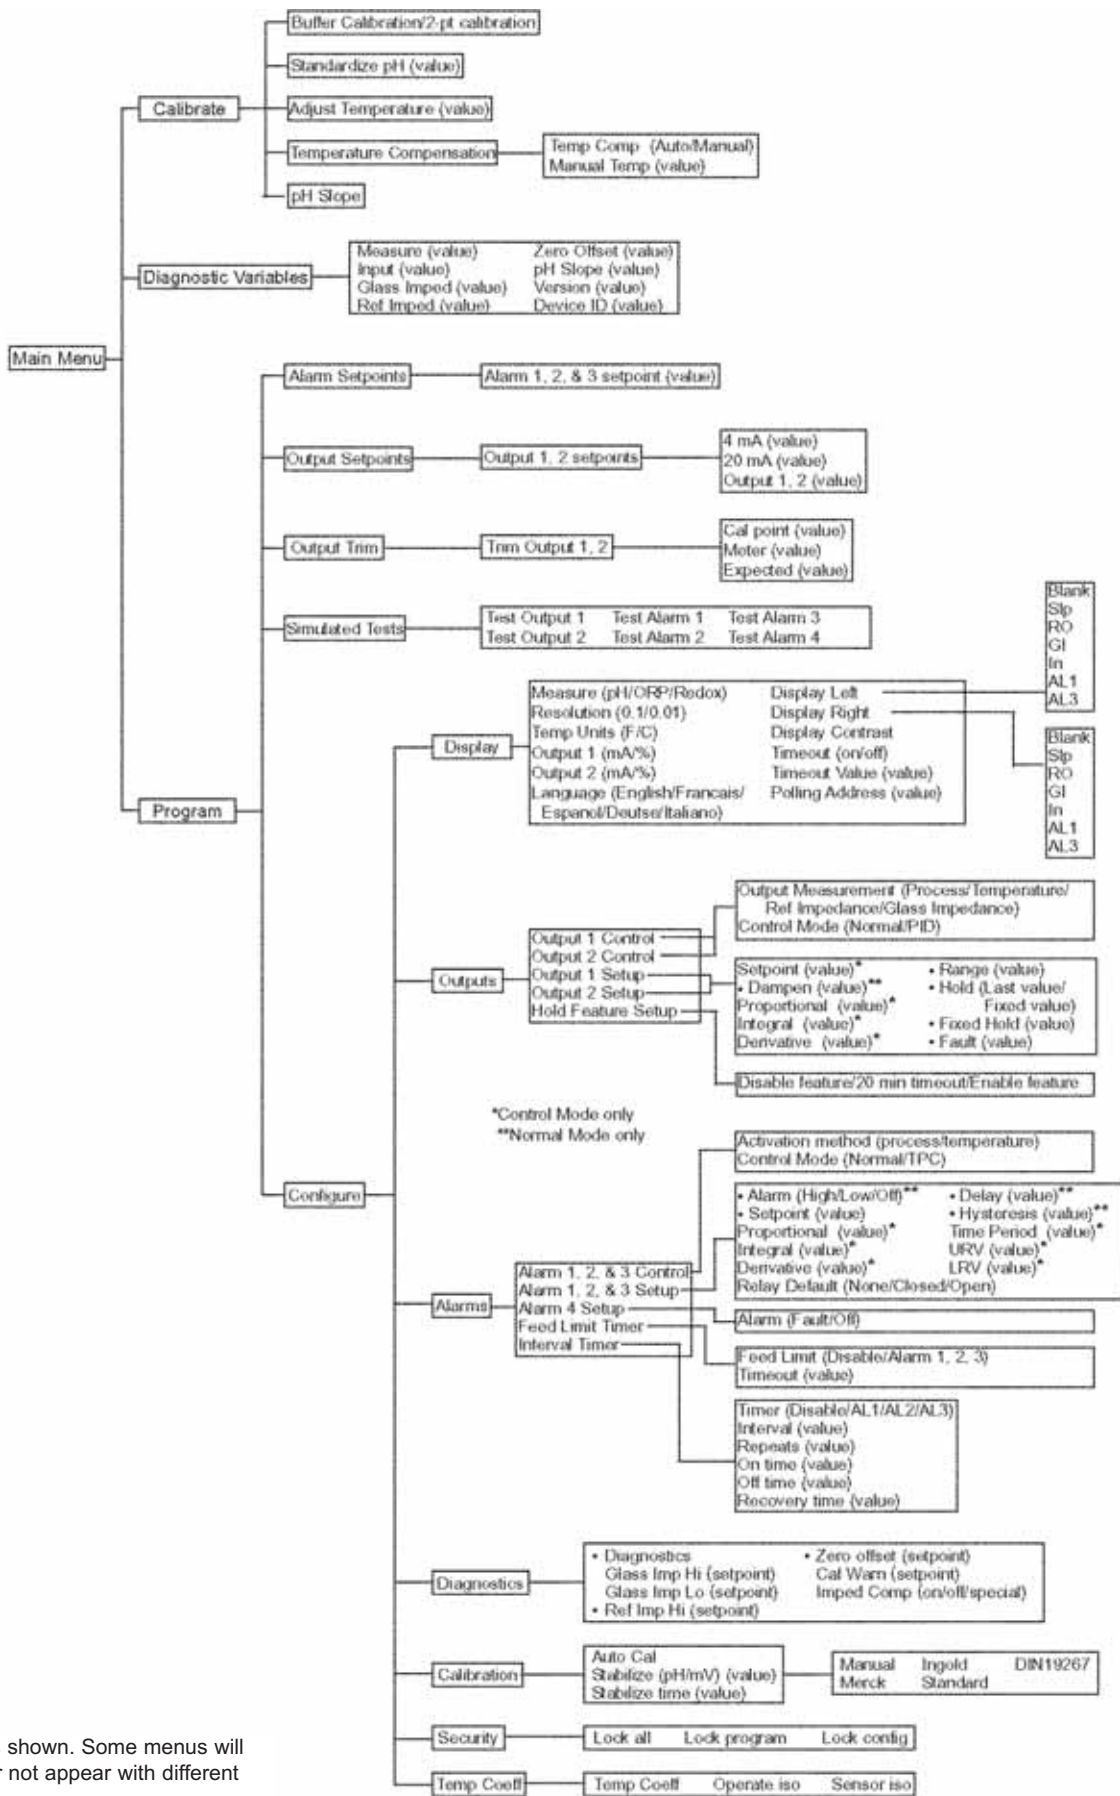 Buffer Calibration/2-pt calibration
Standardize pH (value)
Calibrate
Adjust Temperature (value)
Temperature Compensation
Temp Comp (Auto/Manual)
Manual Temp (value)
pH Slope
Diagnostic Variables
Measure (value) Zero Offset (value)
Input (value) pH Slope (value)
Glass Imped (value) Version (value)
Ref Imped (value) Device ID (value)
Main Menu
Alarm Setpoints
Alarm 1, 2, & 3 setpoint (value)
Output Setpoints
Output 1, 2 setpoints
4 mA (value)
20 mA (value)
Output 1, 2 (value)
Output Trim
Trim Output 1, 2
Cal point (value)
Meter (value)
Expected (value)
Simulated Tests
Test Output 1 Test Alarm 1 Test Alarm 3
Test Output 2 Test Alarm 2 Test Alarm 4
Blank
Slp
RO
GI
In
AL1
AL3
Display
Measure (pH/ORP/Redox) Display Left
Resolution (0.1/0.01) Display Right
Temp Units (F/C) Display Contrast
Output 1 (mA/%) Timeout (on/off)
Output 2 (mA/%) Timeout Value (value)
Language (English/Francais/ Polling Address (value)
Espanol/Deutse/Italiano)
Blank
Slp
RO
GI
In
AL1
AL3
Program
Outputs
Output 1 Control
Output 2 Control
Output 1 Setup
Output 2 Setup
Hold Feature Setup
Output Measurement (Process/Temperature/
Ref Impedance/Glass Impedance)
Control Mode (Normal/PID)
Setpoint (value)* • Range (value)
• Dampen (value)** • Hold (Last value/
Proportional (value)* Fixed value)
Integral (value)* • Fixed Hold (value)
Derivative (value)* • Fault (value)
Disable feature/20 min timeout/Enable feature
*Control Mode only
**Normal Mode only
Configure
Activation method (process/temperature)
Control Mode (Normal/TPC)
• Alarm (High/Low/Off)** • Delay (value)**
• Setpoint (value) • Hysteresis (value)**
Proportional (value)* Time Period (value)*
Integral (value)* URV (value)*
Derivative (value)* LRV (value)*
Relay Default (None/Closed/Open)
Alarms
Alarm 1, 2, & 3 Control
Alarm 1, 2, & 3 Setup
Alarm 4 Setup
Feed Limit Timer
Interval Timer
Alarm (Fault/Off)
Feed Limit (Disable/Alarm 1, 2, 3)
Timeout (value)
Timer (Disable/AL1/AL2/AL3)
Interval (value)
Repeats (value)
On time (value)
Off time (value)
Recovery time (value)
Diagnostics
• Diagnostics • Zero offset (setpoint)
Glass Imp Hi (setpoint) Cal Warn (setpoint)
Glass Imp Lo (setpoint) Imped Comp (on/off/special)
• Ref Imp Hi (setpoint)
Calibration
Auto Cal
Stabilize (pH/mV) (value)
Stabilize time (value)
Manual Ingold DIN19267
Merck Standard
Security
Lock all Lock program Lock config
Temp Coeff
Temp Coeff Operate iso Sensor iso
shown. Some menus will
not appear with different